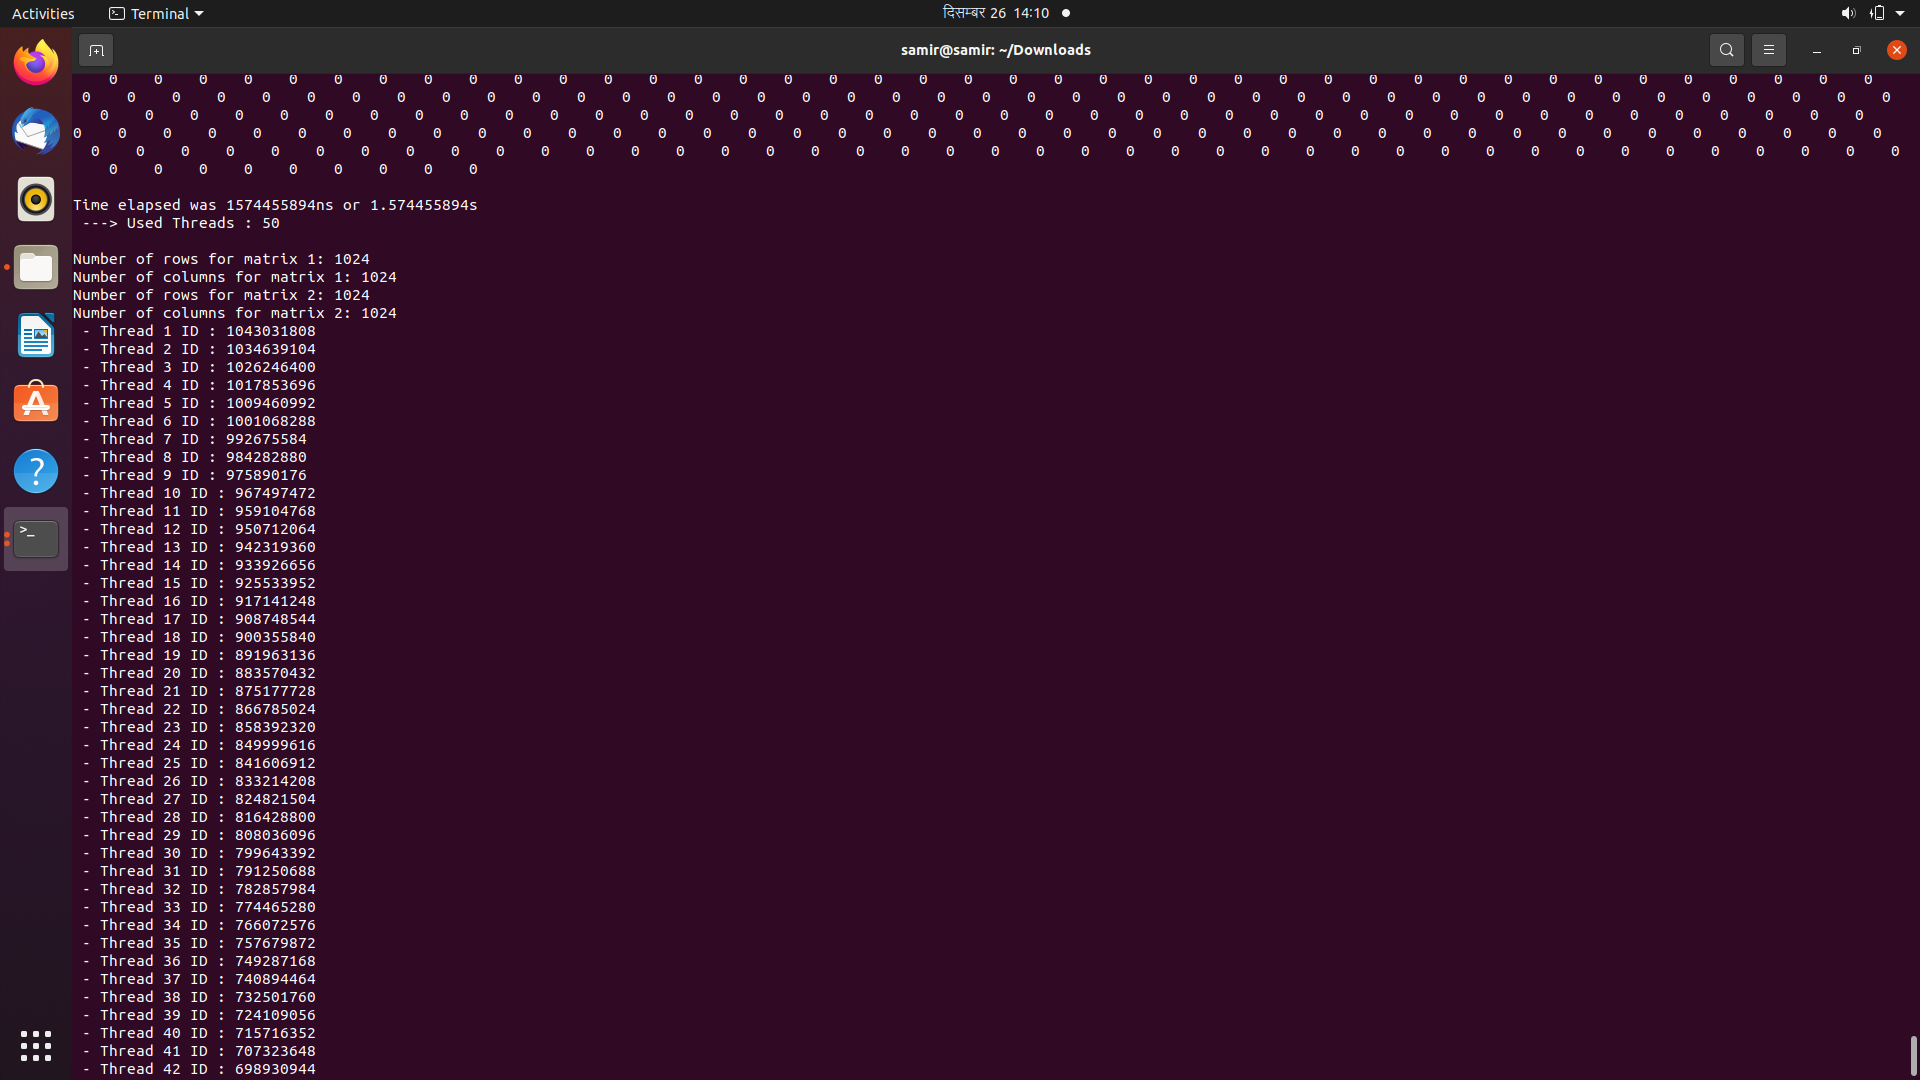 Activities Terminal दिसम्बर 26 14:10
samir@samir: ~/Downloads
0 0 0 0 0 0 0 0 0 0 0 0 0 0 0 0 0 0 0 0 0 0 0 0 0 0 0 0 0 0 0 0 0 0 0 0 0 0 0 0
0 0 0 0 0 0 0 0 0 0 0 0 0 0 0 0 0 0 0 0 0 0 0 0 0 0 0 0 0 0 0 0 0 0 0 0 0 0 0 0 0
0 0 0 0 0 0 0 0 0 0 0 0 0 0 0 0 0 0 0 0 0 0 0 0 0 0 0 0 0 0 0 0 0 0 0 0 0 0 0 0
0 0 0 0 0 0 0 0 0 0 0 0 0 0 0 0 0 0 0 0 0 0 0 0 0 0 0 0 0 0 0 0 0 0 0 0 0 0 0 0 0
0 0 0 0 0 0 0 0 0 0 0 0 0 0 0 0 0 0 0 0 0 0 0 0 0 0 0 0 0 0 0 0 0 0 0 0 0 0 0 0 0
0 0 0 0 0 0 0 0 0
Time elapsed was 1574455894ns or 1.574455894s
---> Used Threads : 50
Number of rows for matrix 1: 1024
Number of columns for matrix 1: 1024
Number of rows for matrix 2: 1024
Number of columns for matrix 2: 1024
- Thread 1 ID : 1043031808
- Thread 2 ID : 1034639104
- Thread 3 ID : 1026246400
- Thread 4 ID : 1017853696
- Thread 5 ID : 1009460992
- Thread 6 ID : 1001068288
- Thread 7 ID : 992675584
- Thread 8 ID : 984282880
- Thread 9 ID : 975890176
- Thread 10 ID : 967497472
- Thread 11 ID : 959104768
- Thread 12 ID : 950712064
- Thread 13 ID : 942319360
- Thread 14 ID : 933926656
- Thread 15 ID : 925533952
- Thread 16 ID : 917141248
- Thread 17 ID : 908748544
- Thread 18 ID : 900355840
- Thread 19 ID : 891963136
- Thread 20 ID : 883570432
- Thread 21 ID : 875177728
- Thread 22 ID : 866785024
- Thread 23 ID : 858392320
- Thread 24 ID : 849999616
- Thread 25 ID : 841606912
- Thread 26 ID : 833214208
- Thread 27 ID : 824821504
- Thread 28 ID : 816428800
- Thread 29 ID : 808036096
- Thread 30 ID : 799643392
- Thread 31 ID : 791250688
- Thread 32 ID : 782857984
- Thread 33 ID : 774465280
- Thread 34 ID : 766072576
- Thread 35 ID : 757679872
- Thread 36 ID : 749287168
- Thread 37 ID : 740894464
- Thread 38 ID : 732501760
- Thread 39 ID : 724109056
- Thread 40 ID : 715716352
- Thread 41 ID : 707323648
- Thread 42 ID : 698930944